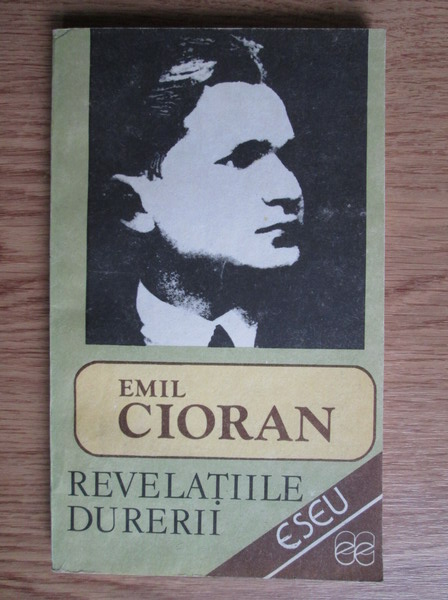 EMIL
CIORAN
REVELAȚIILE
DURERII
ESEU